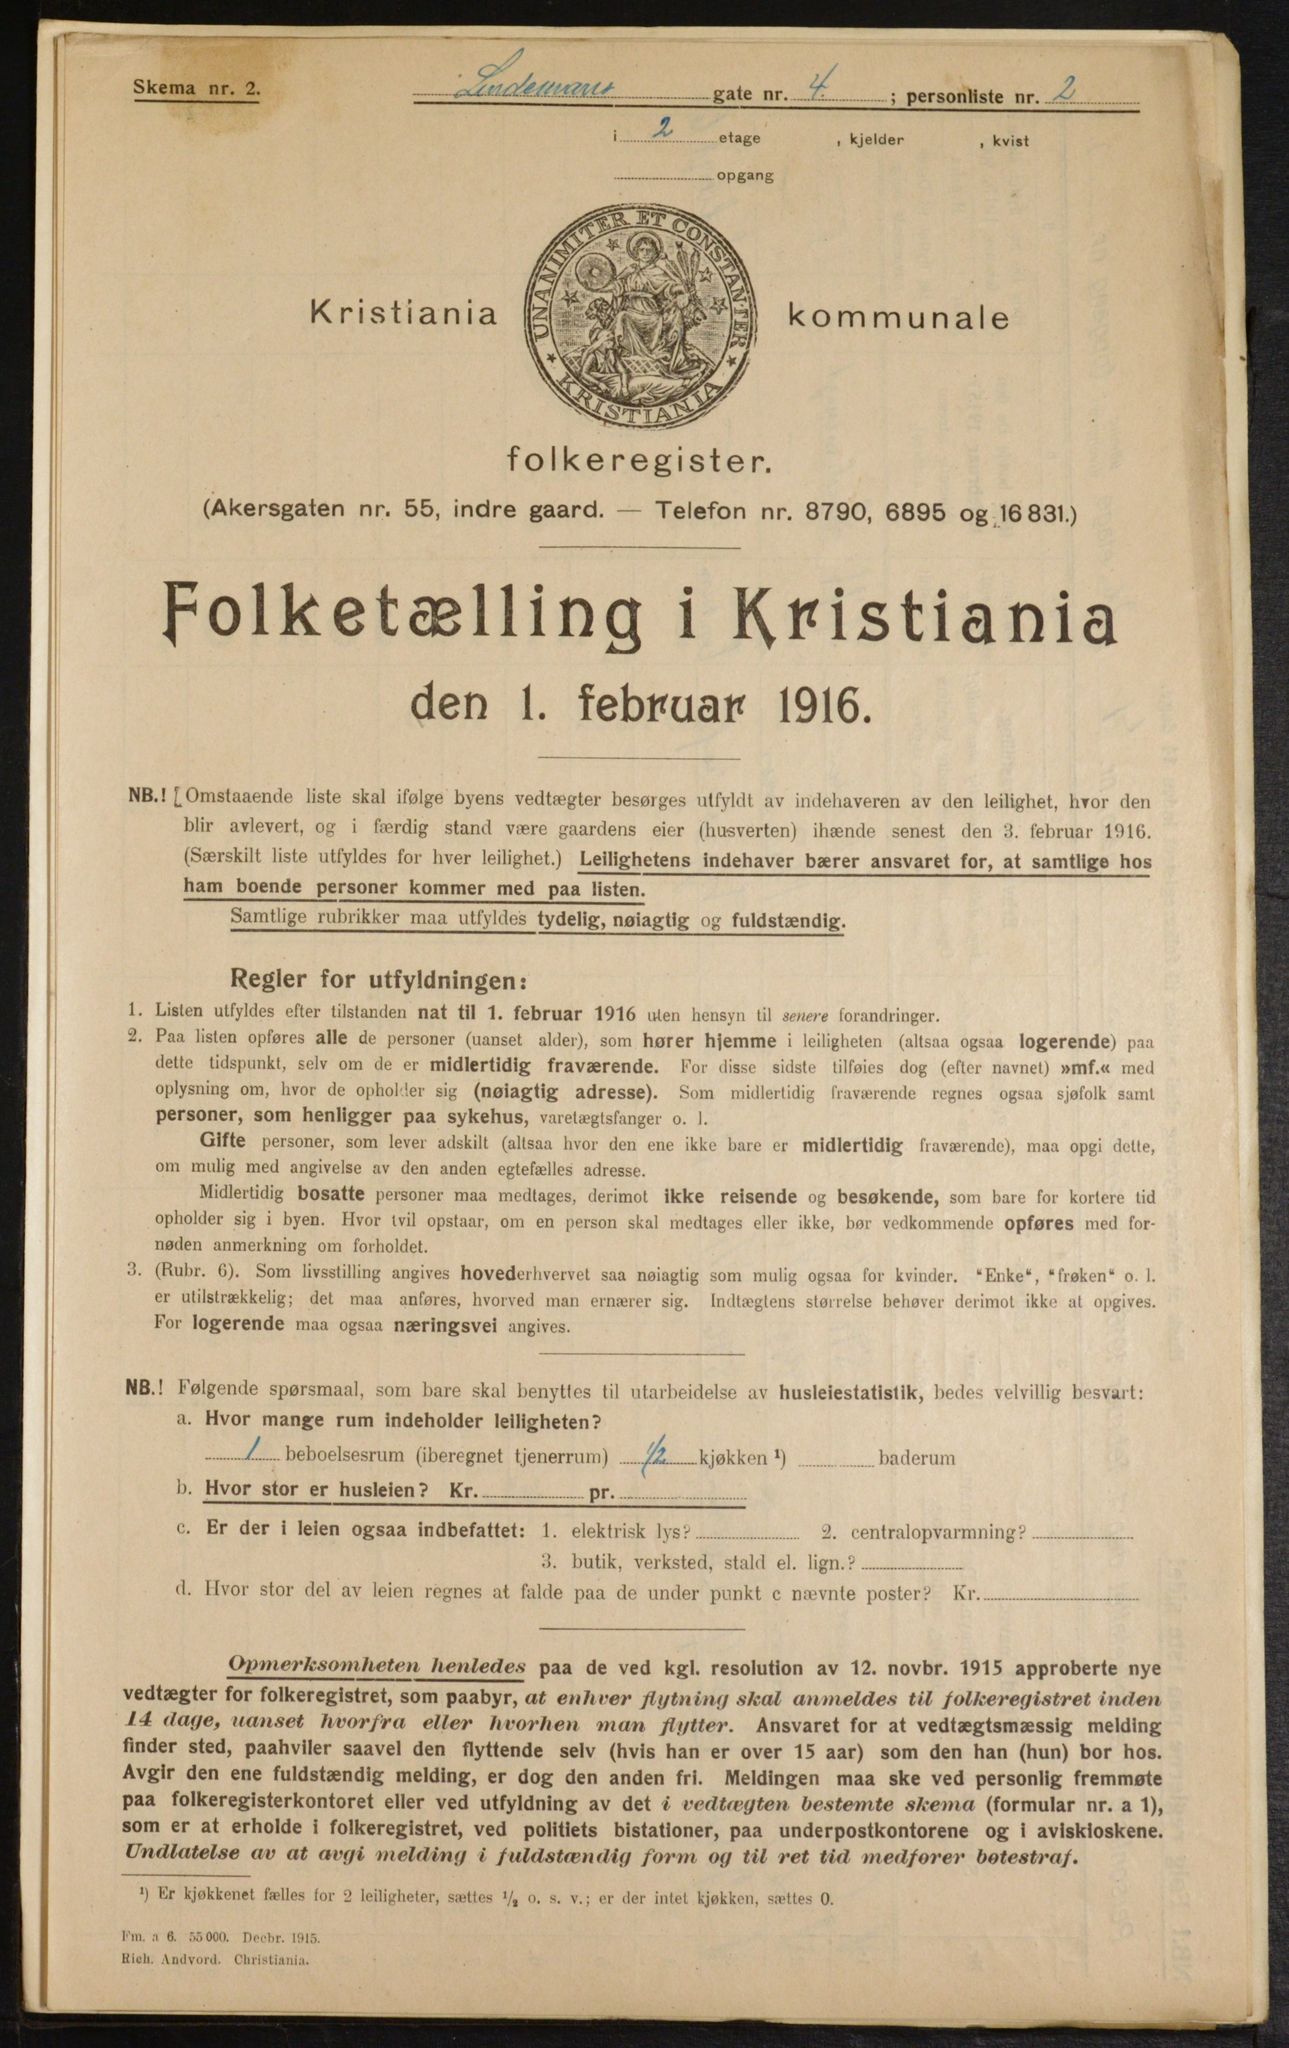 Skema nr. 2.
Lindemans gate nr. 4. ; personliste nr. 2
i 2 etage , kjelder , kvist
opgang
UNANIMITER ET CONSTANTER
KRISTIANIA
Kristiania kommunale
folkeregister.
(Akersgaten nr. 55, indre gaard. — Telefon nr. 8790, 6895 og 16 831.)
Folketælling i Kristiania
den 1. februar 1916.
NB.! [Omstaaende liste skal ifølge byens vedtægter besørges utfyldt av indehaveren av den leilighet, hvor den
blir avlevert, og i færdig stand være gaardens eier (husverten) ihænde senest den 3. februar 1916.
(Særskilt liste utfyldes for hver leilighet.) Leilighetens indehaver bærer ansvaret for, at samtlige hos
ham boende personer kommer med paa listen.
Samtlige rubrikker maa utfyldes tydelig, nøiagtig og fuldstændig.
Regler for utfyldningen:
1. Listen utfyldes efter tilstanden nat til 1. februar 1916 uten hensyn til senere forandringer.
2. Paa listen opføres alle de personer (uanset alder), som hører hjemme i leiligheten (altsaa ogsaa logerende) paa
dette tidspunkt, selv om de er midlertidig fraværende. For disse sidste tilføies dog (efter navnet) »mf.« med
oplysning om, hvor de opholder sig (nøiagtig adresse). Som midlertidig fraværende regnes ogsaa sjøfolk samt
personer, som henligger paa sykehus, varetægtsfanger o. l.
Gifte personer, som lever adskilt (altsaa hvor den ene ikke bare er midlertidig fraværende), maa opgi dette,
om mulig med angivelse av den anden egtefælles adresse.
Midlertidig bosatte personer maa medtages, derimot ikke reisende og besøkende, som bare for kortere tid
opholder sig i byen. Hvor tvil opstaar, om en person skal medtages eller ikke, bør vedkommende opføres med for-
nøden anmerkning om forholdet.
3. (Rubr. 6). Som livsstilling angives hovederhvervet saa nøiagtig som mulig ogsaa for kvinder. "Enke", "frøken" o. l.
er utilstrækkelig; det maa anføres, hvorved man ernærer sig. Indtægtens størrelse behøver derimot ikke at opgives.
For logerende maa ogsaa næringsvei angives.
NB.! Følgende spørsmaal, som bare skal benyttes til utarbeidelse av husleiestatistik, bedes velvillig besvart:
a. Hvor mange rum indeholder leiligheten?
1 beboelsesrum (iberegnet tjenerrum) 1/2 kjøkken ¹) baderum
b. Hvor stor er husleien? Kr. pr.
c. Er der i leien ogsaa indbefattet: 1. elektrisk lys? 2. centralopvarmning?
3. butik, verksted, stald el. lign.?
d. Hvor stor del av leien regnes at falde paa de under punkt c nævnte poster? Kr.
Opmerksomheten henledes paa de ved kgl. resolution av 12. novbr. 1915 approberte nye
vedtægter for folkeregistret, som paabyr, at enhver flytning skal anmeldes til folkeregistret inden
14 dage, uanset hvorfra eller hvorhen man flytter. Ansvaret for at vedtægtsmæssig melding
finder sted, paahviler saavel den flyttende selv (hvis han er over 15 aar) som den han (hun) bor hos.
Avgir den ene fuldstændig melding, er dog den anden fri. Meldingen maa ske ved personlig fremmøte
paa folkeregisterkontoret eller ved utfyldning av det i vedtægten bestemte skema (formular nr. a 1),
som er at erholde i folkeregistret, ved politiets bistationer, paa underpostkontorene og i aviskioskene.
Undlatelse av at avgi melding i fuldstændig form og til ret tid medfører bøtestraf.
¹) Er kjøkkenet fælles for 2 leiligheter, sættes ½ o. s. v.; er der intet kjøkken, sættes 0.
Fm. a 6. 55 000. Decbr. 1915.
Rich. Andvord. Christiania.